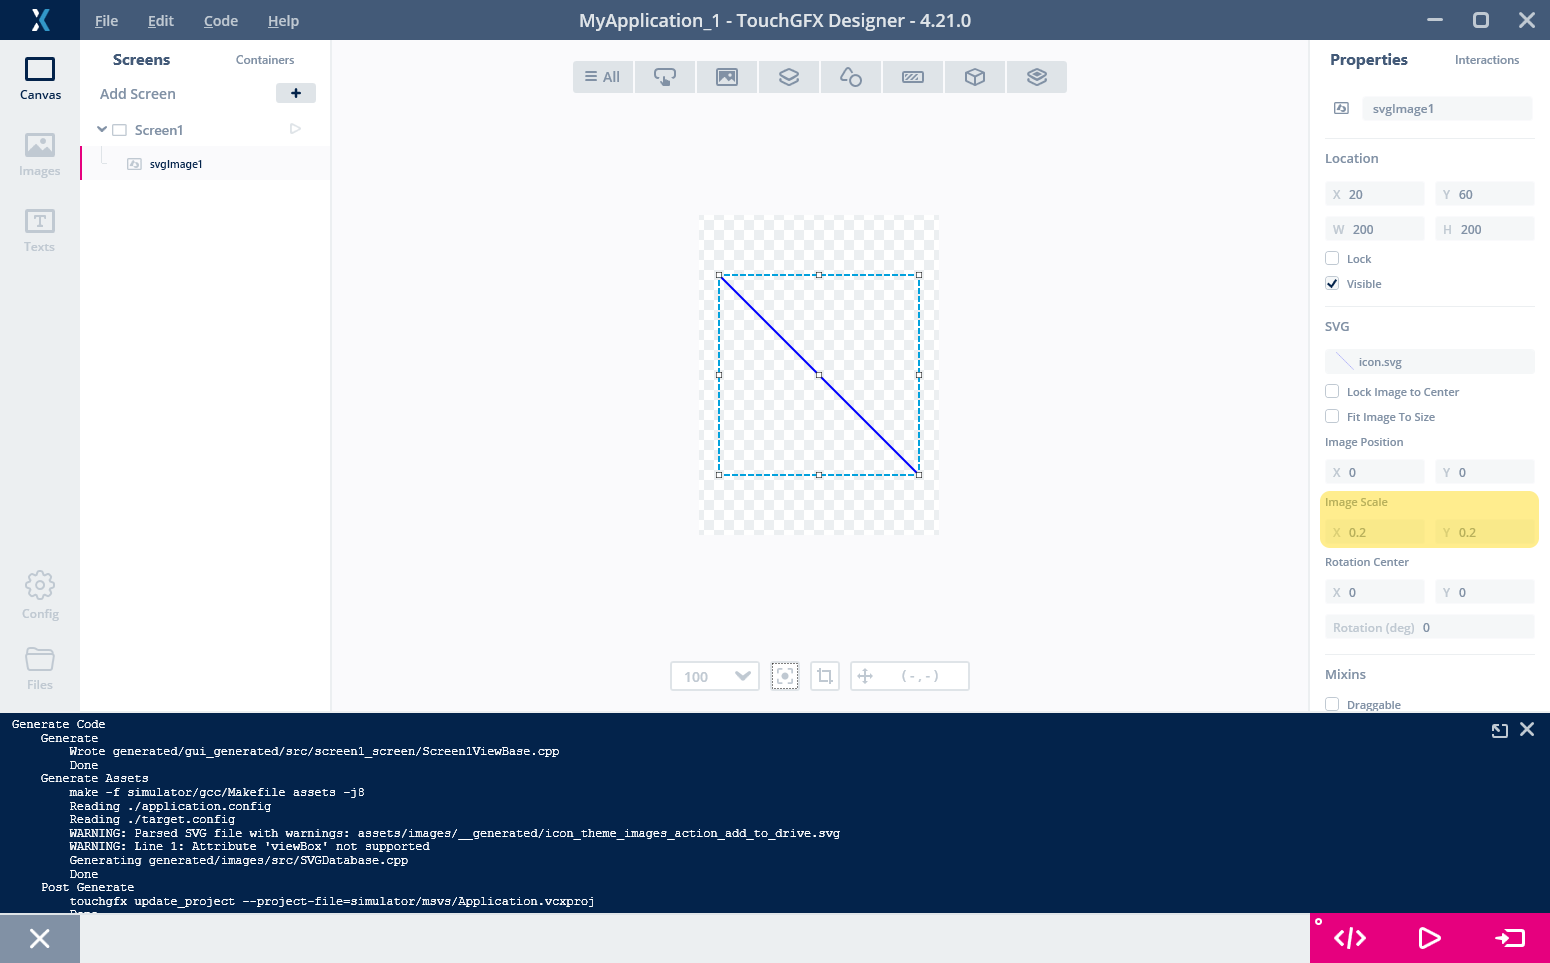 File Edit Code Help
MyApplication_1 - TouchGFX Designer - 4.21.0
Canvas
Images
Texts
Config
Files
Screens Containers
Add Screen +
Screen1
svgImage1
All
100
(-,-)
Properties Interactions
svgImage1
Location
X 20 Y 60
W 200 H 200
Lock
Visible
SVG
icon.svg
Lock Image to Center
Fit Image To Size
Image Position
X 0 Y 0
Image Scale
X 0.2 Y 0.2
Rotation Center
X 0 Y 0
Rotation (deg) 0
Mixins
Draggable
Generate Code
Generate
Wrote generated/gui_generated/src/screen1_screen/Screen1ViewBase.cpp
Done
Generate Assets
make -f simulator/gcc/Makefile assets -j8
Reading ./application.config
Reading ./target.config
WARNING: Parsed SVG file with warnings: assets/images/__generated/icon_theme_images_action_add_to_drive.svg
WARNING: Line 1: Attribute 'viewBox' not supported
Generating generated/images/src/SVGDatabase.cpp
Done
Post Generate
touchgfx update_project --project-file=simulator/msvs/Application.vcxproj